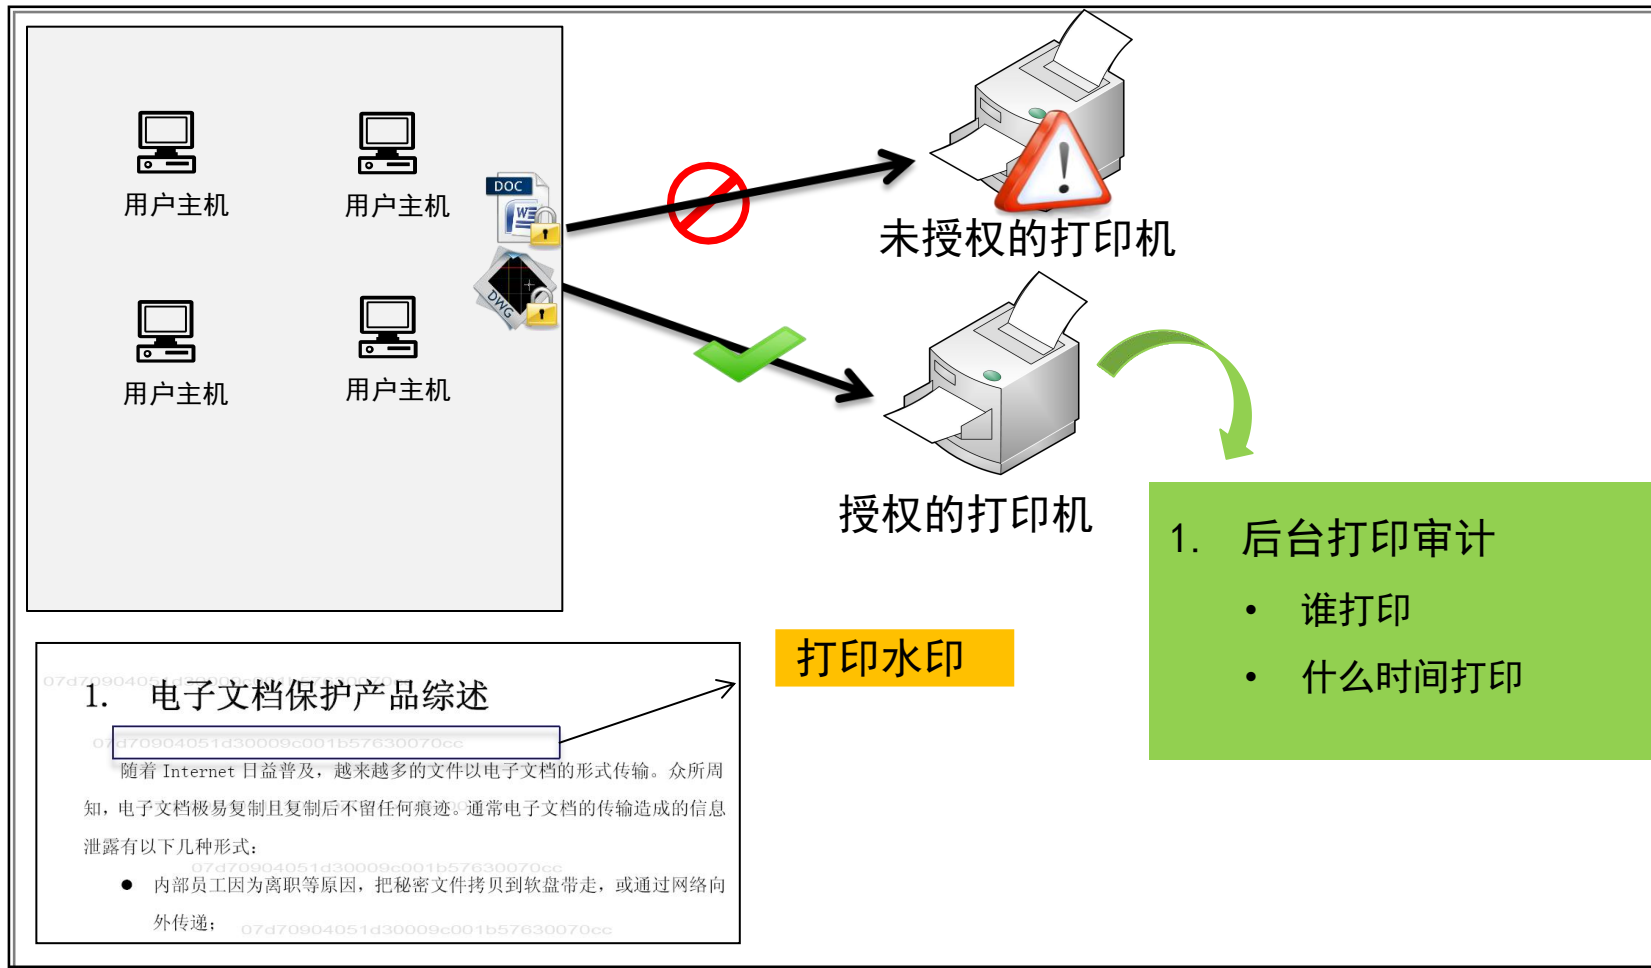 用户主机
用户主机
DOC
W
未授权的打印机
DWG
用户主机
用户主机
授权的打印机
1. 后台打印审计
• 谁打印
• 什么时间打印
打印水印
07d70904051d30009c001b57630070cc
1. 电子文档保护产品综述
07d70904051d30009c001b57630070cc
随着 Internet 日益普及，越来越多的文件以电子文档的形式传输。众所周
知，电子文档极易复制且复制后不留任何痕迹。通常电子文档的传输造成的信息
泄露有以下几种形式：
07d70904051d30009c001b57630070cc
● 内部员工因为离职等原因，把秘密文件拷贝到软盘带走，或通过网络向
外传递；
07d70904051d30009c001b57630070cc